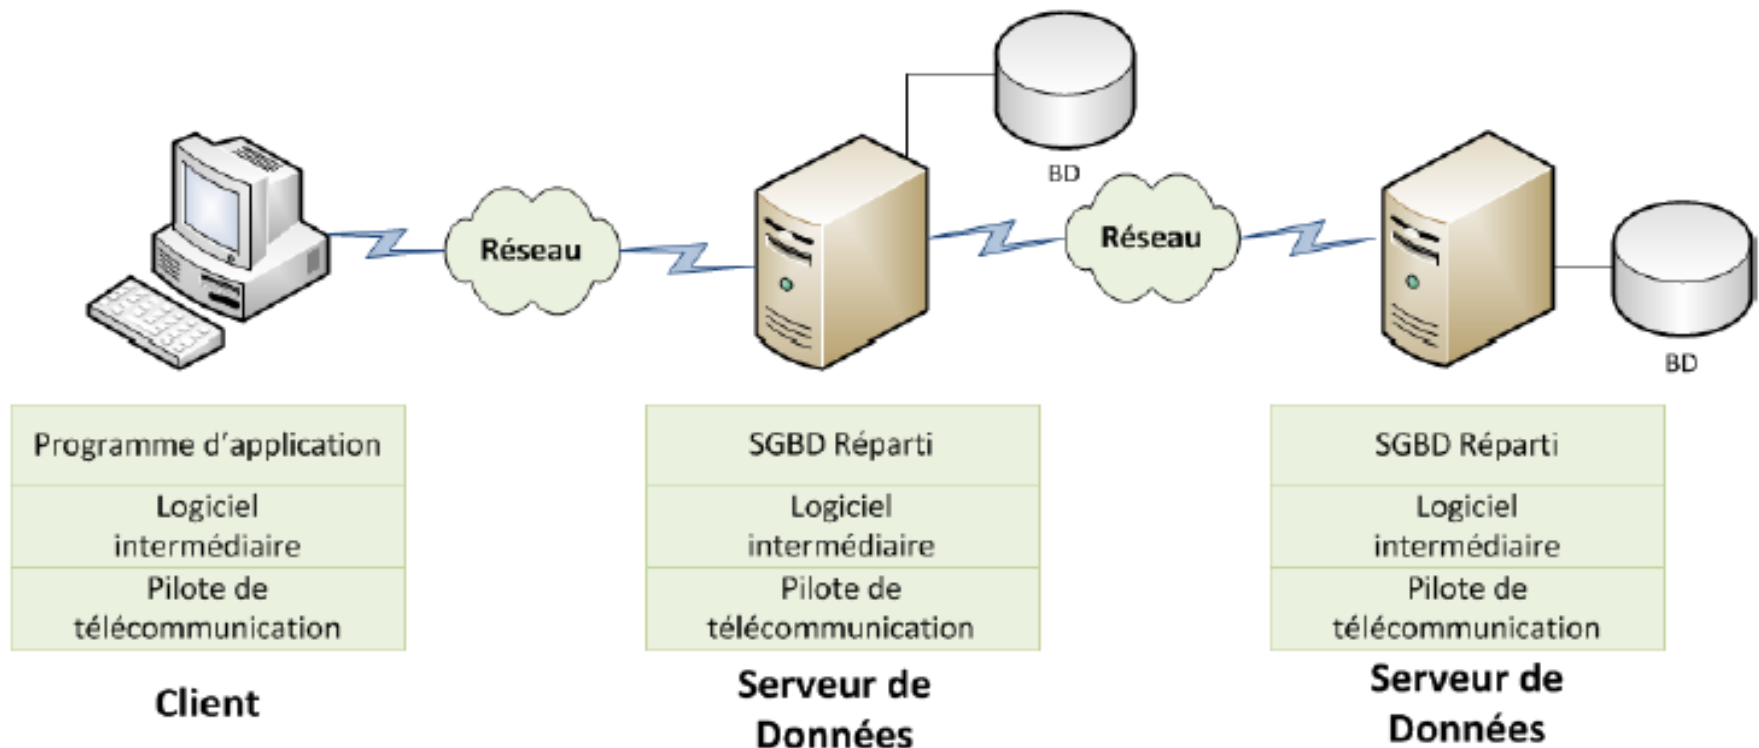 BD
Réseau
Réseau
BD
Programme d'application
Logiciel
intermédiaire
Pilote de
télécommunication
Client
SGBD Réparti
Logiciel
intermédiaire
Pilote de
télécommunication
Serveur de
Données
SGBD Réparti
Logiciel
intermédiaire
Pilote de
télécommunication
Serveur de
Données